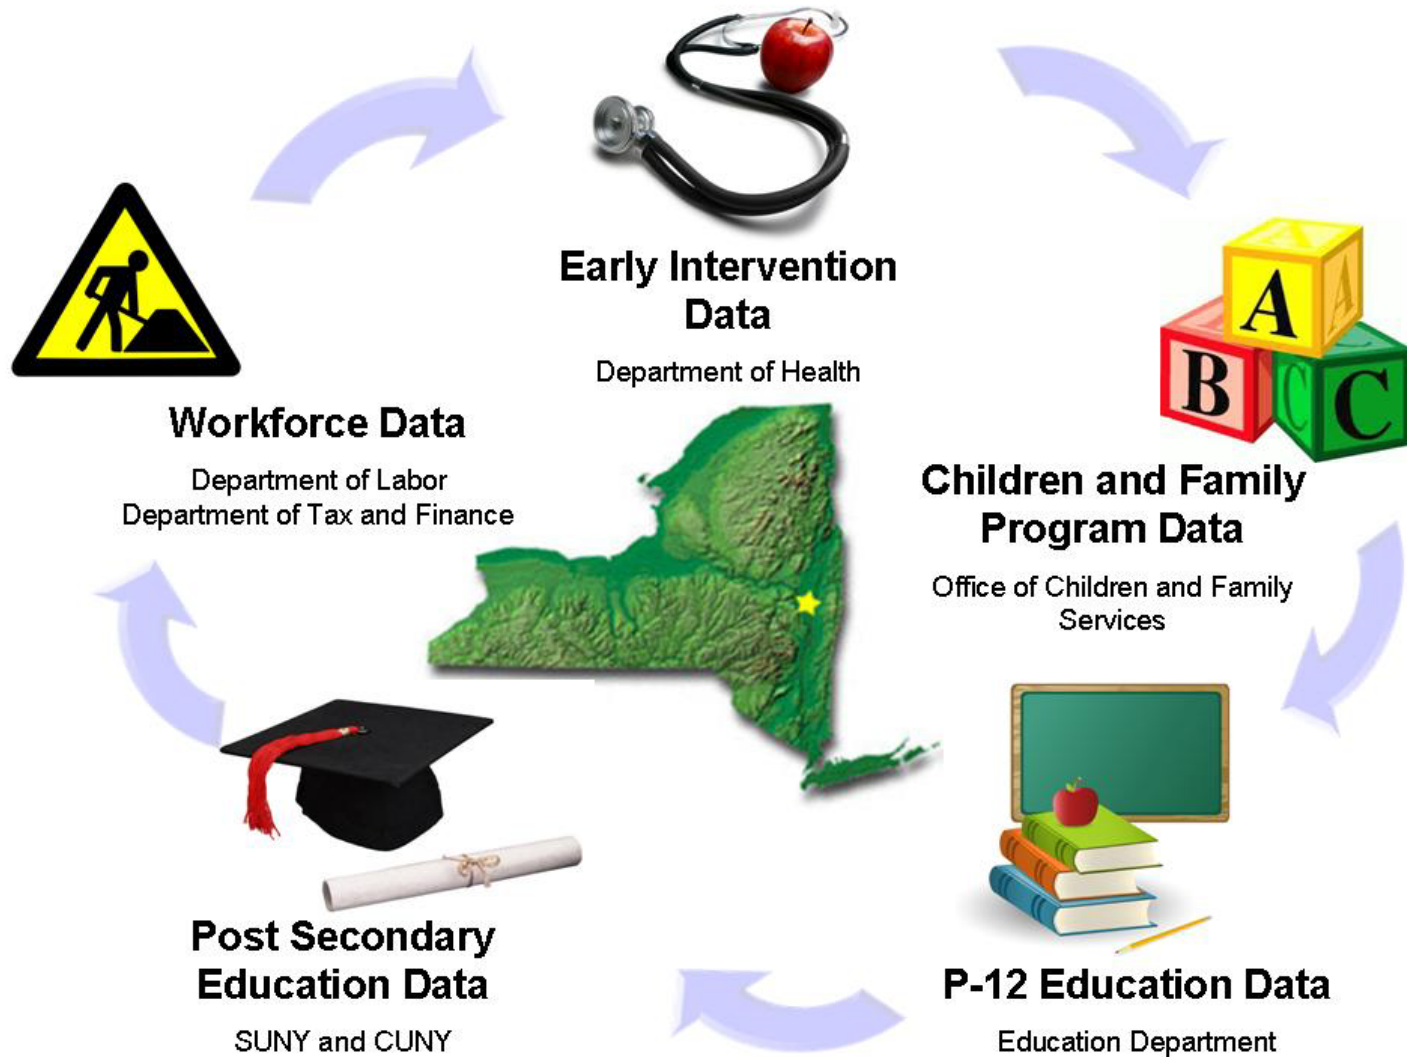 Early Intervention
Data
Department of Health
A
A
B
C
C
Children and Family
Program Data
Office of Children and Family
Services
P-12 Education Data
Education Department
Post Secondary
Education Data
SUNY and CUNY
Workforce Data
Department of Labor
Department of Tax and Finance